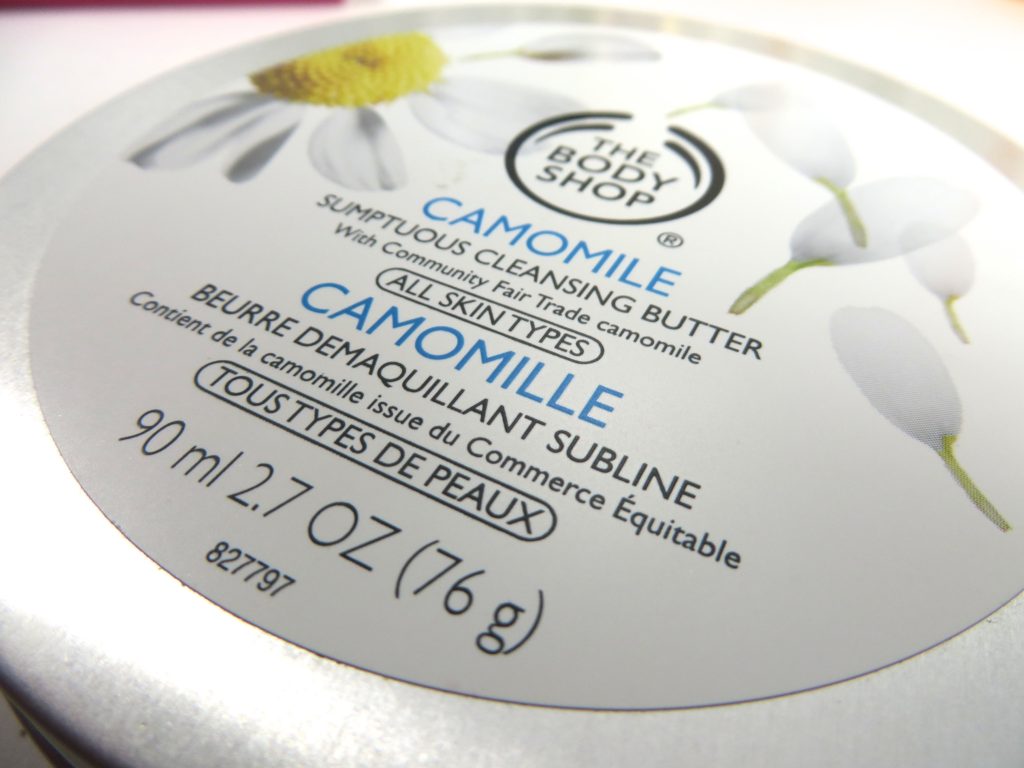 THE
BODY
SHOP
®
CAMOMILE
SUMPTUOUS CLEANSING BUTTER
With Community Fair Trade camomile
ALL SKIN TYPES
CAMOMILLE
BEURRE DEMAQUILLANT SUBLINE
Contient de la camomille issue du Commerce Équitable
TOUS TYPES DE PEAUX
90 ml 2.7 OZ (76 g)
827797